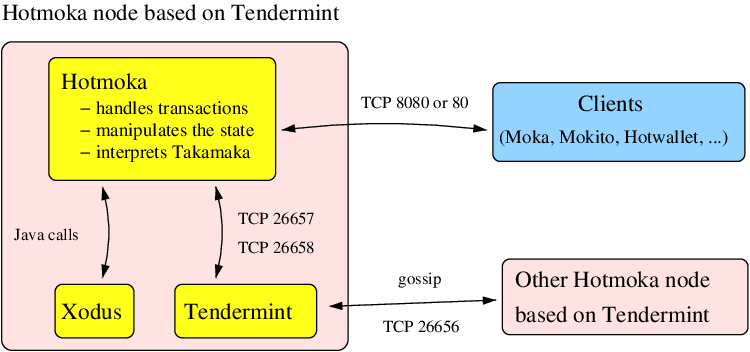 Hotmoka node based on Tendermint
Hotmoka
– handles transactions
– manipulates the state
– interprets Takamaka
TCP 8080 or 80
Clients
(Moka, Mokito, Hotwallet, ...)
Java calls
TCP 26657
TCP 26658
Xodus
Tendermint
gossip
TCP 26656
Other Hotmoka node
based on Tendermint